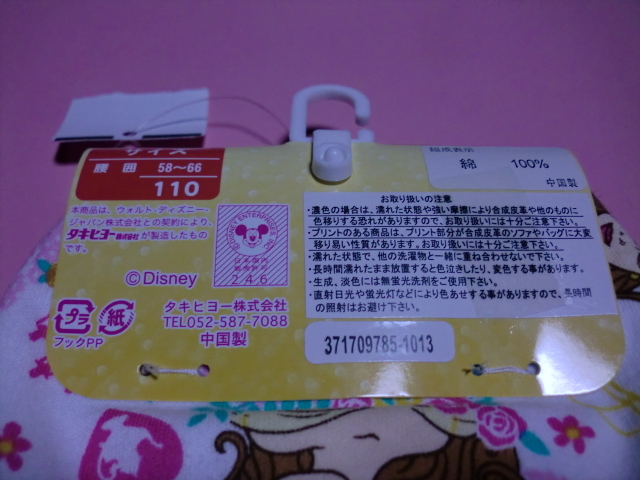 サイズ
腰囲 58～66
110
本商品は、ウォルト・ディズニー・
ジャパン株式会社との契約により、
タキヒヨー株式会社が製造したもの
です。
©Disney
DISNEY ENTERPRISES INC.
日本国内
販売許可
246
プラ 紙
フックPP
タキヒヨー株式会社
TEL052-587-7088
中国製
組成表示
綿 100%
中国製
お取り扱いの注意
・濃色の場合は、濡れた状態や強い摩擦により合成皮革や他のものに
色移りする恐れがありますので、お取り扱いには十分ご注意下さい。
・プリントのある商品は、プリント部分が合成皮革のソファやバッグに大変
移り易い性質があります。お取り扱いには十分ご注意下さい。
・濡れた状態で、他の洗濯物と一緒に重ね合わせないで下さい。
・長時間濡れたまま放置すると色泣きしたり、変色する事があります。
・生成、淡色には無蛍光洗剤をご使用下さい。
・直射日光や蛍光灯などにより色あせする事がありますので、長時間
の照射はお避け下さい。
371709785-1013